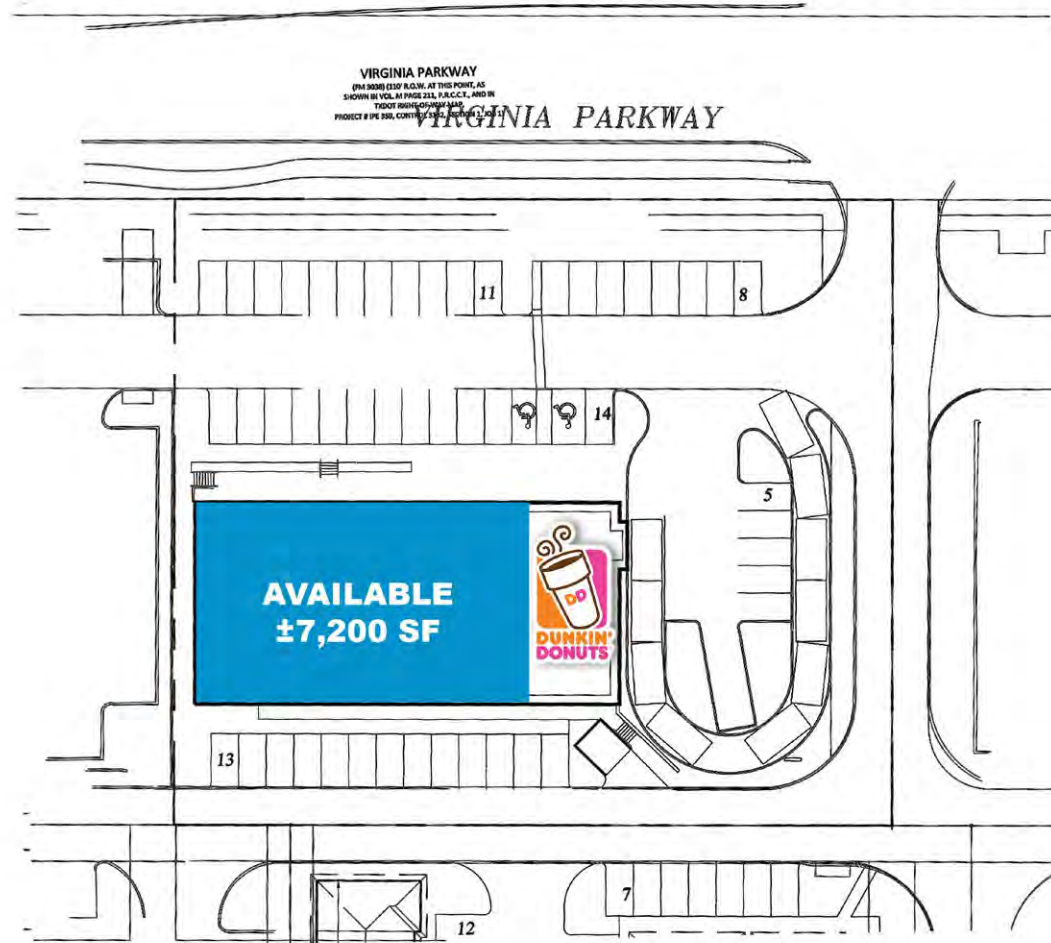 VIRGINIA PARKWAY
(FM 3038) (110' R.O.W. AT THIS POINT, AS
SHOWN IN VOL. M PAGE 211, P.R.C.C.T., AND IN
TXDOT RIGHT-OF-WAY MAP
PROJECT #
VIRGINIA PARKWAY
11
8
14
5
AVAILABLE
±7,200 SF
DD
DUNKIN'
DONUTS
13
7
12